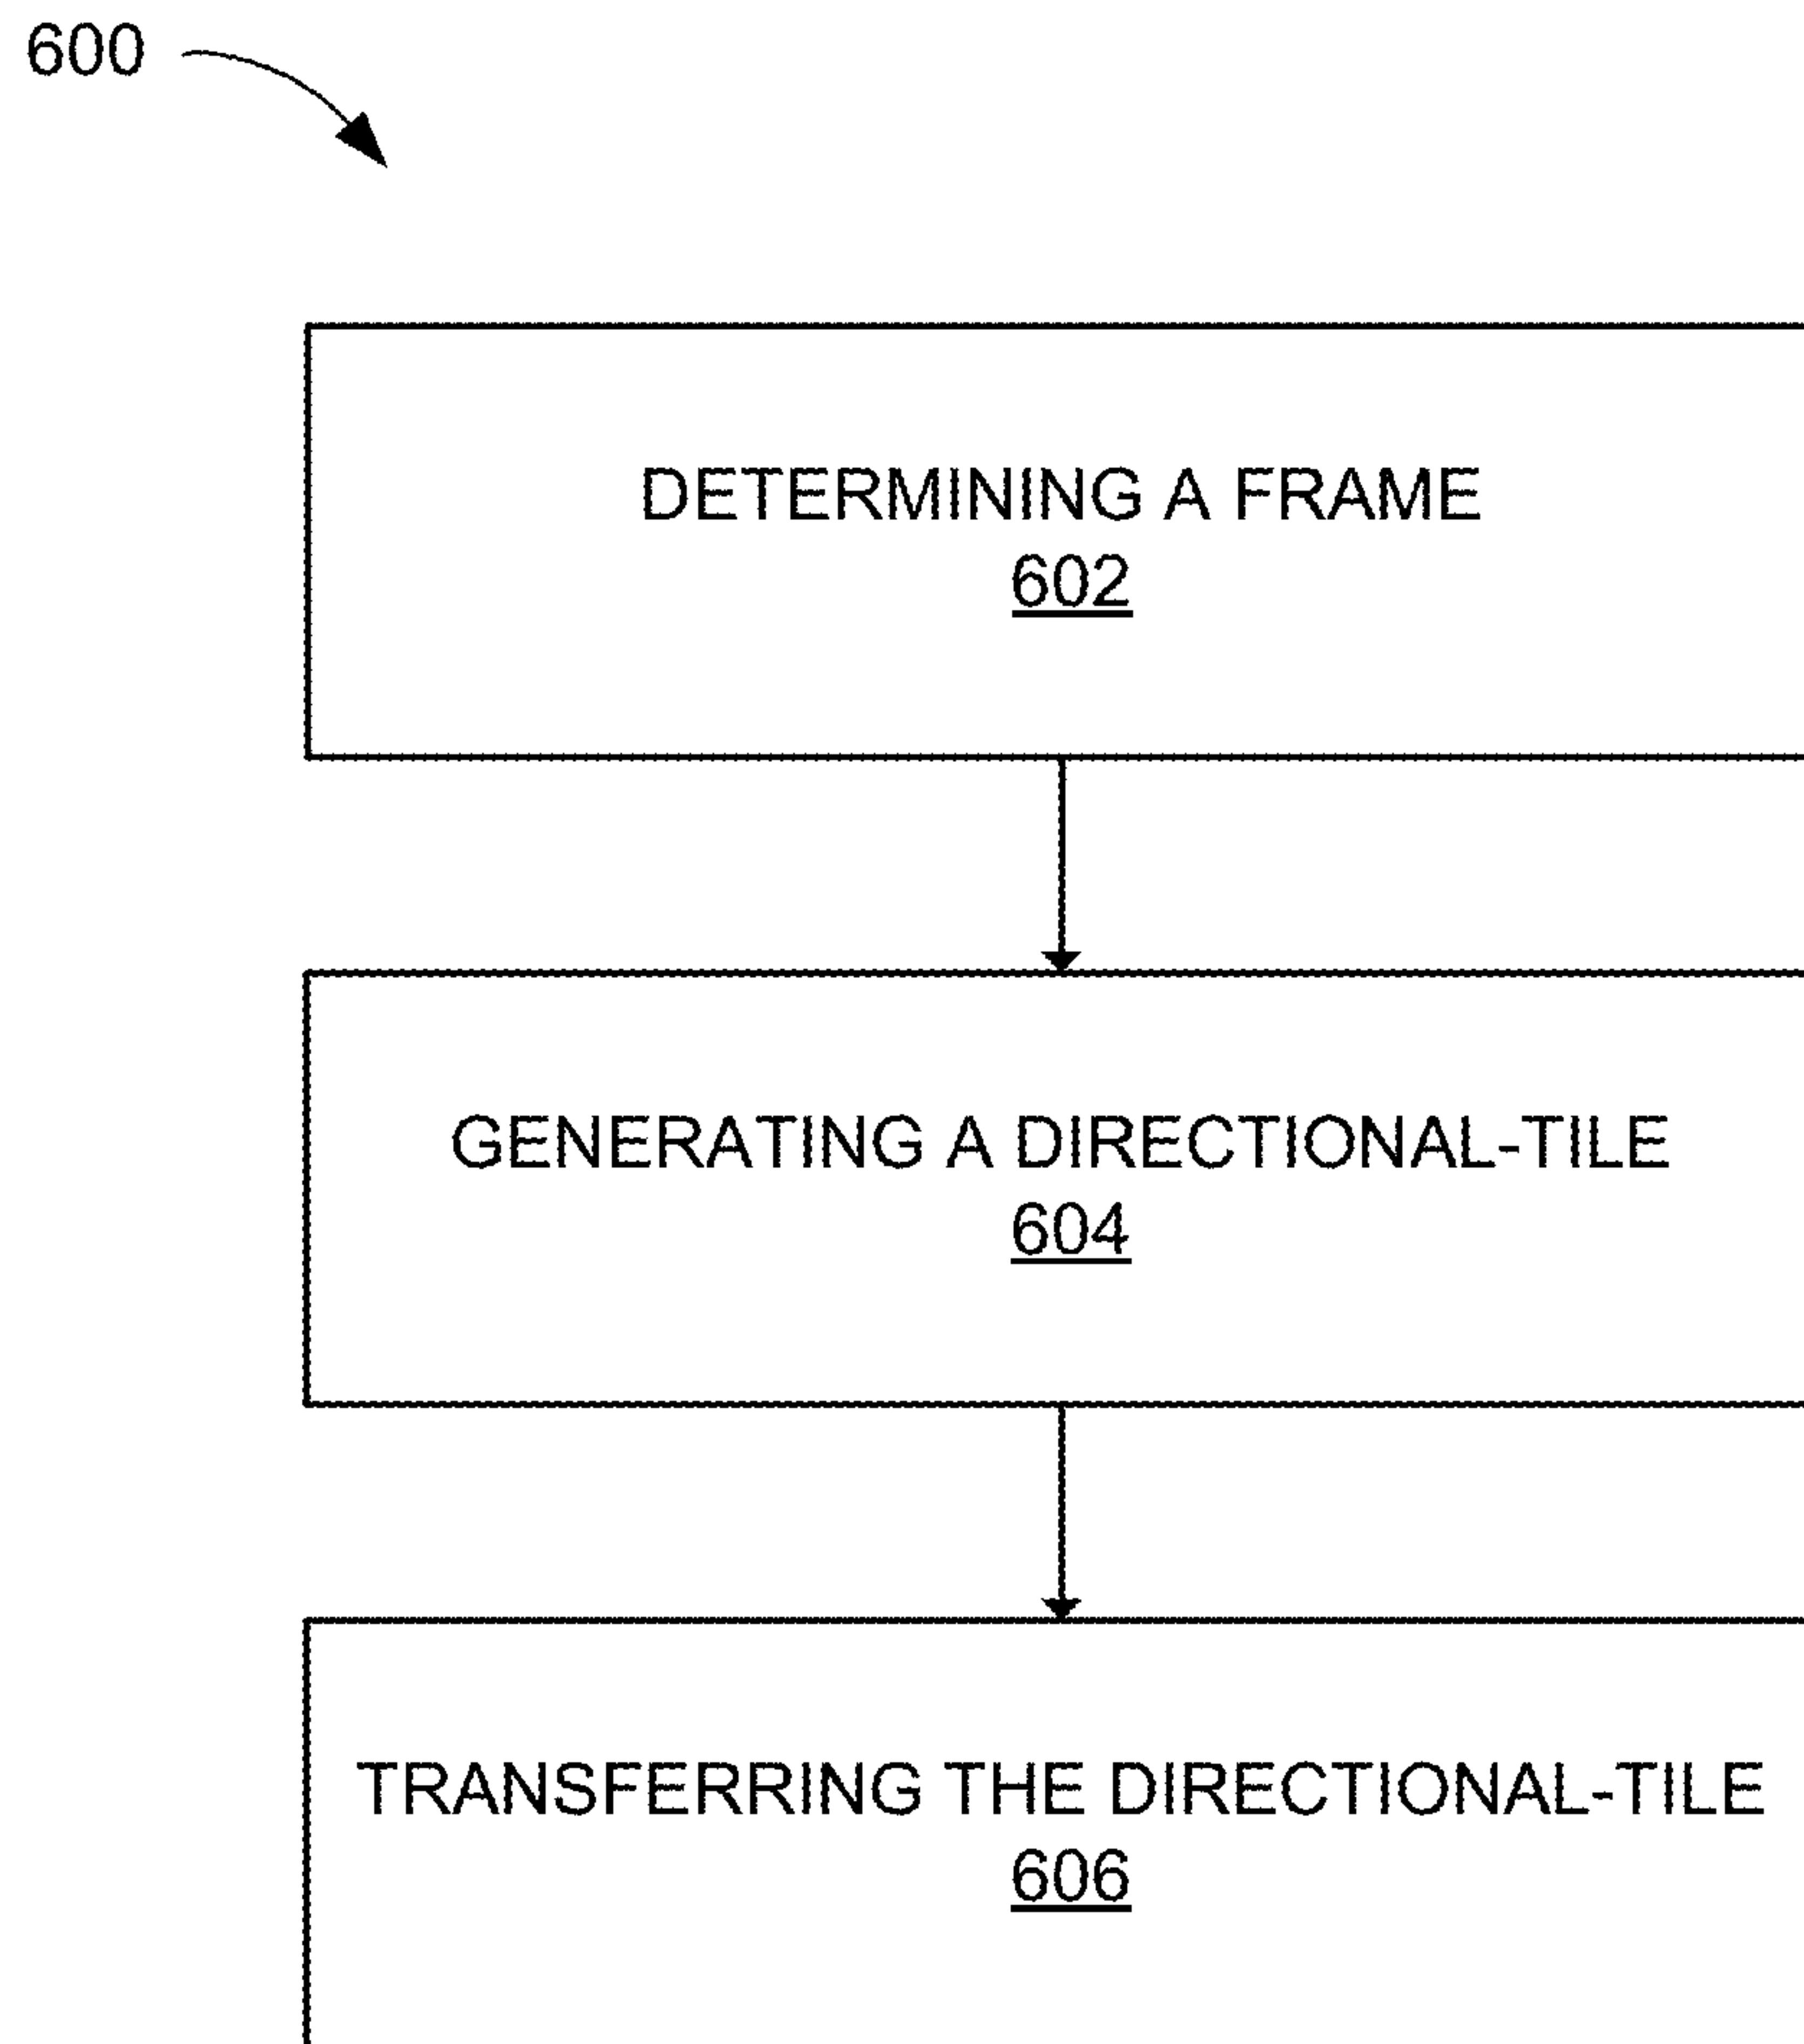 600
DETERMINING A FRAME
602
GENERATING A DIRECTIONAL-TILE
604
TRANSFERRING THE DIRECTIONAL-TILE
606